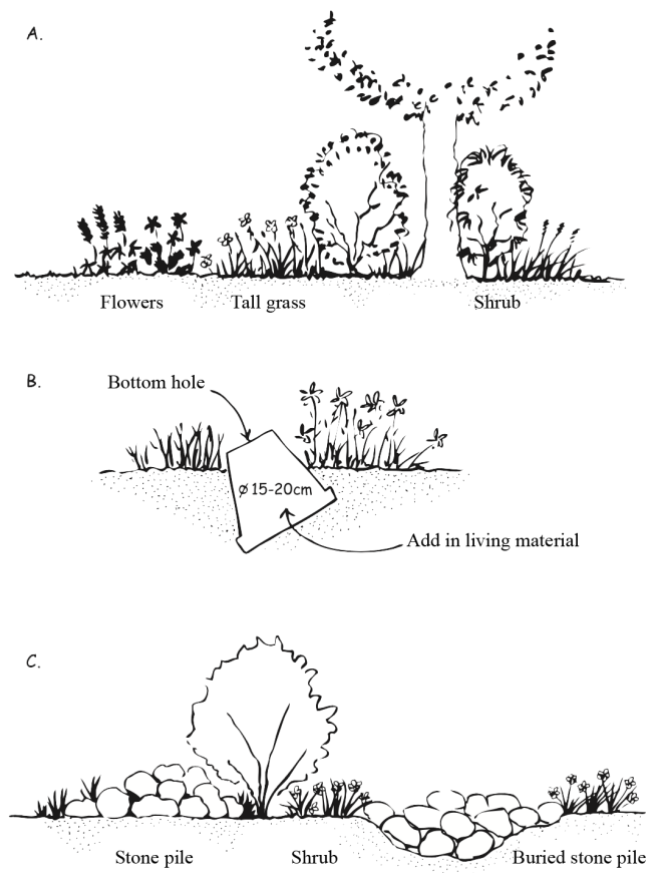 A.
Flowers
Tall grass
Shrub
B.
Bottom hole
ø 15-20cm
Add in living material
C.
Stone pile
Shrub
Buried stone pile